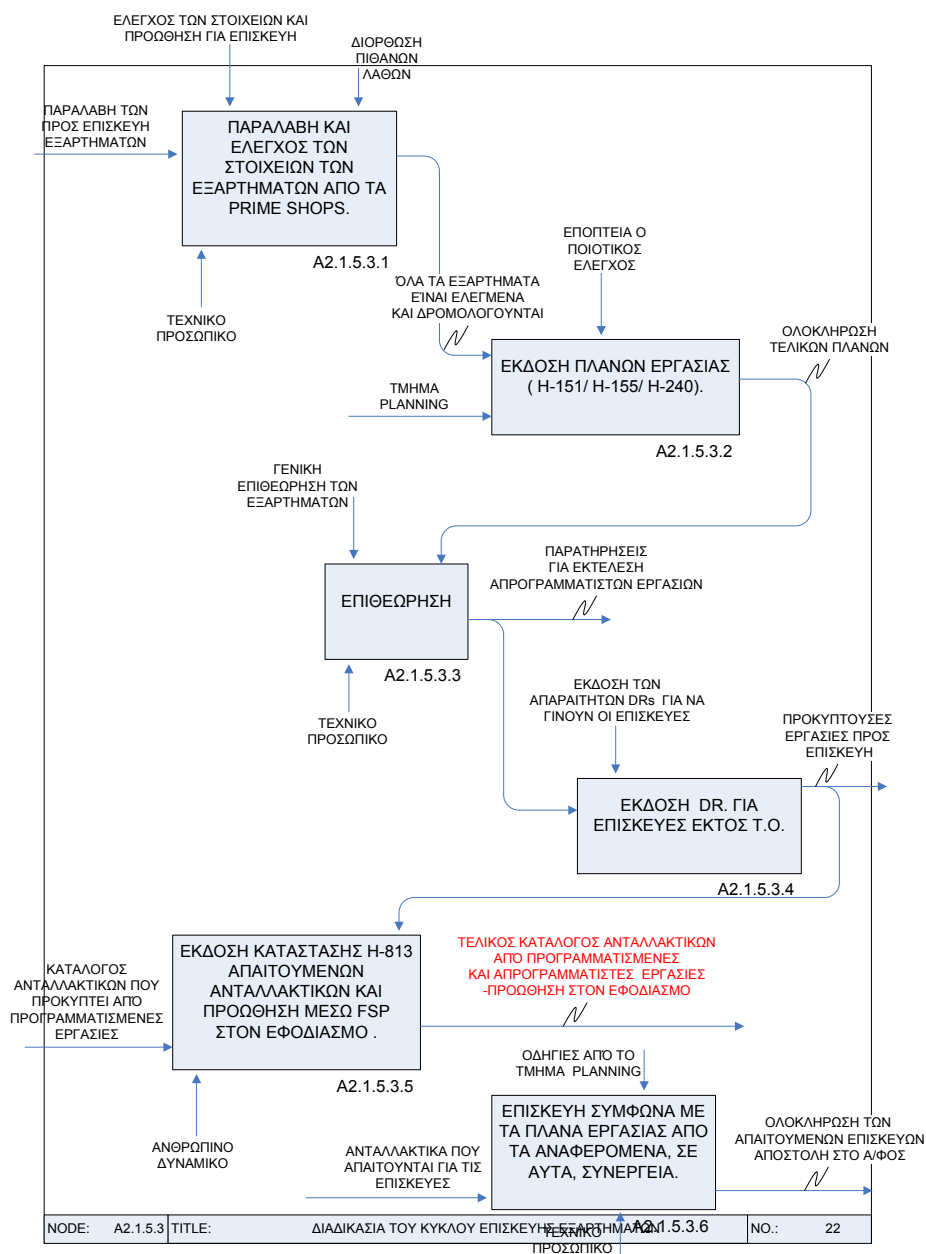 ΕΛΕΓΧΟΣ ΤΩΝ ΣΤΟΙΧΕΙΩΝ ΚΑΙ
ΠΡΟΩΘΗΣΗ ΓΙΑ ΕΠΙΣΚΕΥΗ
ΔΙΟΡΘΩΣΗ
ΠΙΘΑΝΩΝ
ΛΑΘΩΝ
ΠΑΡΑΛΑΒΗ ΤΩΝ
ΠΡΟΣ ΕΠΙΣΚΕΥΗ
ΕΞΑΡΤΗΜΑΤΩΝ
ΠΑΡΑΛΑΒΗ ΚΑΙ
ΕΛΕΓΧΟΣ ΤΩΝ
ΣΤΟΙΧΕΙΩΝ ΤΩΝ
ΕΞΑΡΤΗΜΑΤΩΝ ΑΠΟ ΤΑ
PRIME SHOPS.
A2.1.5.3.1
ΤΕΧΝΙΚΟ
ΠΡΟΣΩΠΙΚΟ
ΕΠΟΠΤΕΙΑ Ο
ΠΟΙΟΤΙΚΟΣ
ΕΛΕΓΧΟΣ
ΌΛΑ ΤΑ ΕΞΑΡΤΗΜΑΤΑ
ΕΊΝΑΙ ΕΛΕΓΜΕΝΑ
ΚΑΙ ΔΡΟΜΟΛΟΓΟΥΝΤΑΙ
ΟΛΟΚΛΗΡΩΣΗ
ΤΕΛΙΚΩΝ ΠΛΑΝΩΝ
ΕΚΔΟΣΗ ΠΛΑΝΩΝ ΕΡΓΑΣΙΑΣ
( Η-151/ Η-155/ Η-240).
ΤΜΗΜΑ
PLANNING
A2.1.5.3.2
ΓΕΝΙΚΗ
ΕΠΙΘΕΩΡΗΣΗ ΤΩΝ
ΕΞΑΡΤΗΜΑΤΩΝ
ΠΑΡΑΤΗΡΗΣΕΙΣ
ΓΙΑ ΕΚΤΕΛΕΣΗ
ΑΠΡΟΓΡΑΜΜΑΤΙΣΤΩΝ ΕΡΓΑΣΙΩΝ
ΕΠΙΘΕΩΡΗΣΗ
A2.1.5.3.3
ΤΕΧΝΙΚΟ
ΠΡΟΣΩΠΙΚΟ
ΕΚΔΟΣΗ ΤΩΝ
ΑΠΑΡΑΙΤΗΤΩΝ DRs ΓΙΑ ΝΑ
ΓΙΝΟΥΝ ΟΙ ΕΠΙΣΚΕΥΕΣ
ΠΡΟΚΥΠΤΟΥΣΕΣ
ΕΡΓΑΣΙΕΣ ΠΡΟΣ
ΕΠΙΣΚΕΥΗ
ΕΚΔΟΣΗ DR. ΓΙΑ
ΕΠΙΣΚΕΥΕΣ ΕΚΤΟΣ Τ.Ο.
A2.1.5.3.4
ΚΑΤΑΛΟΓΟΣ
ΑΝΤΑΛΛΑΚΤΙΚΩΝ ΠΟΥ
ΠΡΟΚΥΠΤΕΙ ΑΠΌ
ΠΡΟΓΡΑΜΜΑΤΙΣΜΕΝΕΣ
ΕΡΓΑΣΙΕΣ
ΕΚΔΟΣΗ ΚΑΤΑΣΤΑΣΗΣ Η-813
ΑΠΑΙΤΟΥΜΕΝΩΝ
ΑΝΤΑΛΛΑΚΤΙΚΩΝ ΚΑΙ
ΠΡΟΩΘΗΣΗ ΜΕΣΩ FSP
ΣΤΟΝ ΕΦΟΔΙΑΣΜΟ .
ΤΕΛΙΚΟΣ ΚΑΤΑΛΟΓΟΣ ΑΝΤΑΛΛΑΚΤΙΚΩΝ
ΑΠΌ ΠΡΟΓΡΑΜΜΑΤΙΣΜΕΝΕΣ
ΚΑΙ ΑΠΡΟΓΡΑΜΜΑΤΙΣΤΕΣ ΕΡΓΑΣΙΕΣ
-ΠΡΟΩΘΗΣΗ ΣΤΟΝ ΕΦΟΔΙΑΣΜΟ
A2.1.5.3.5
ΑΝΘΡΩΠΙΝΟ
ΔΥΝΑΜΙΚΟ
ΟΔΗΓΙΕΣ ΑΠΌ ΤΟ
ΤΜΗΜΑ PLANNING
ΑΝΤΑΛΛΑΚΤΙΚΑ ΠΟΥ
ΑΠΑΙΤΟΥΝΤΑΙ ΓΙΑ ΤΙΣ
ΕΠΙΣΚΕΥΕΣ
ΕΠΙΣΚΕΥΗ ΣΥΜΦΩΝΑ ΜΕ
ΤΑ ΠΛΑΝΑ ΕΡΓΑΣΙΑΣ ΑΠΟ
ΤΑ ΑΝΑΦΕΡΟΜΕΝΑ, ΣΕ
ΑΥΤΑ, ΣΥΝΕΡΓΕΙΑ.
ΟΛΟΚΛΗΡΩΣΗ ΤΩΝ
ΑΠΑΙΤΟΥΜΕΝΩΝ ΕΠΙΣΚΕΥΩΝ
ΑΠΟΣΤΟΛΗ ΣΤΟ Α/ΦΟΣ
NODE: A2.1.5.3 TITLE: ΔΙΑΔΙΚΑΣΙΑ ΤΟΥ ΚΥΚΛΟΥ ΕΠΙΣΚΕΥΗΣ ΕΞΑΡΤΗΜΑΤΩΝ NO.: 22
A2.1.5.3.6
ΤΕΧΝΙΚΟ
ΠΡΟΣΩΠΙΚΟ